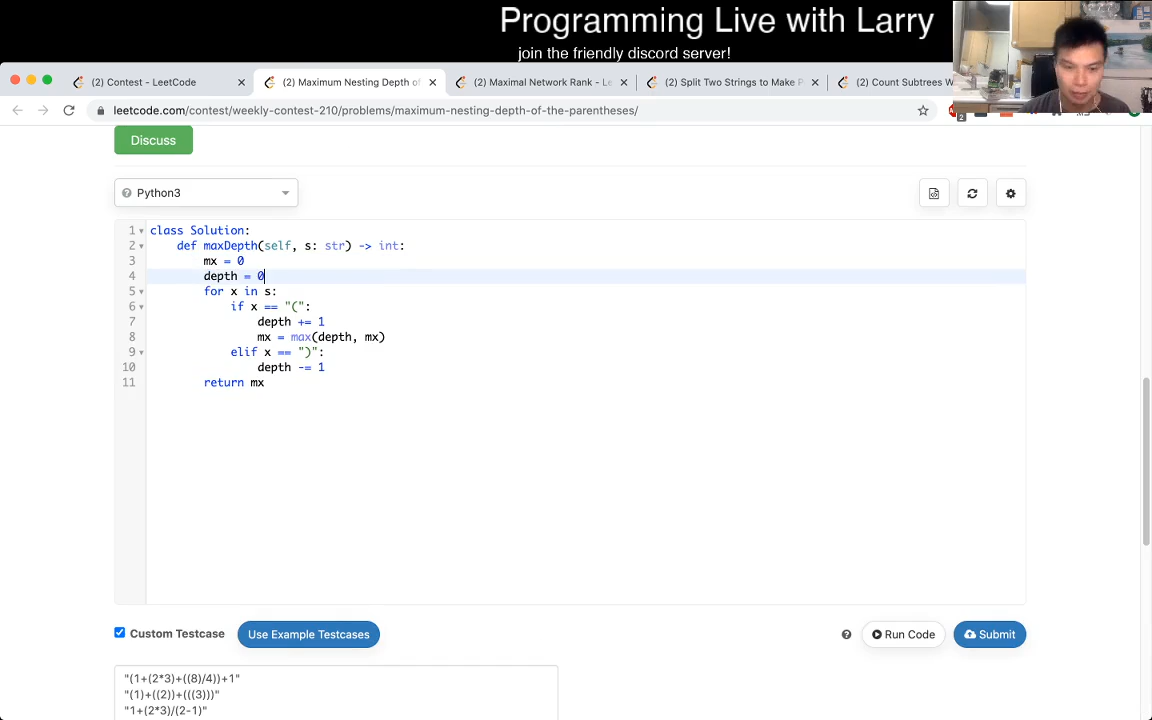 Programming Live with Larry
join the friendly discord server!
(2) Contest - LeetCode
(2) Maximum Nesting Depth of
(2) Maximal Network Rank - Le
(2) Split Two Strings to Make P
(2) Count Subtrees W
leetcode.com/contest/weekly-contest-210/problems/maximum-nesting-depth-of-the-parentheses/
2
Discuss
Python3
1 class Solution:
2 def maxDepth(self, s: str) -> int:
3 mx = 0
4 depth = 0
5 for x in s:
6 if x == "(":
7 depth += 1
8 mx = max(depth, mx)
9 elif x == ")":
10 depth -= 1
11 return mx
Custom Testcase
Use Example Testcases
Run Code
Submit
"(1+(2*3)+((8)/4))+1"
"(1)+((2))+(((3)))"
"1+(2*3)/(2-1)"